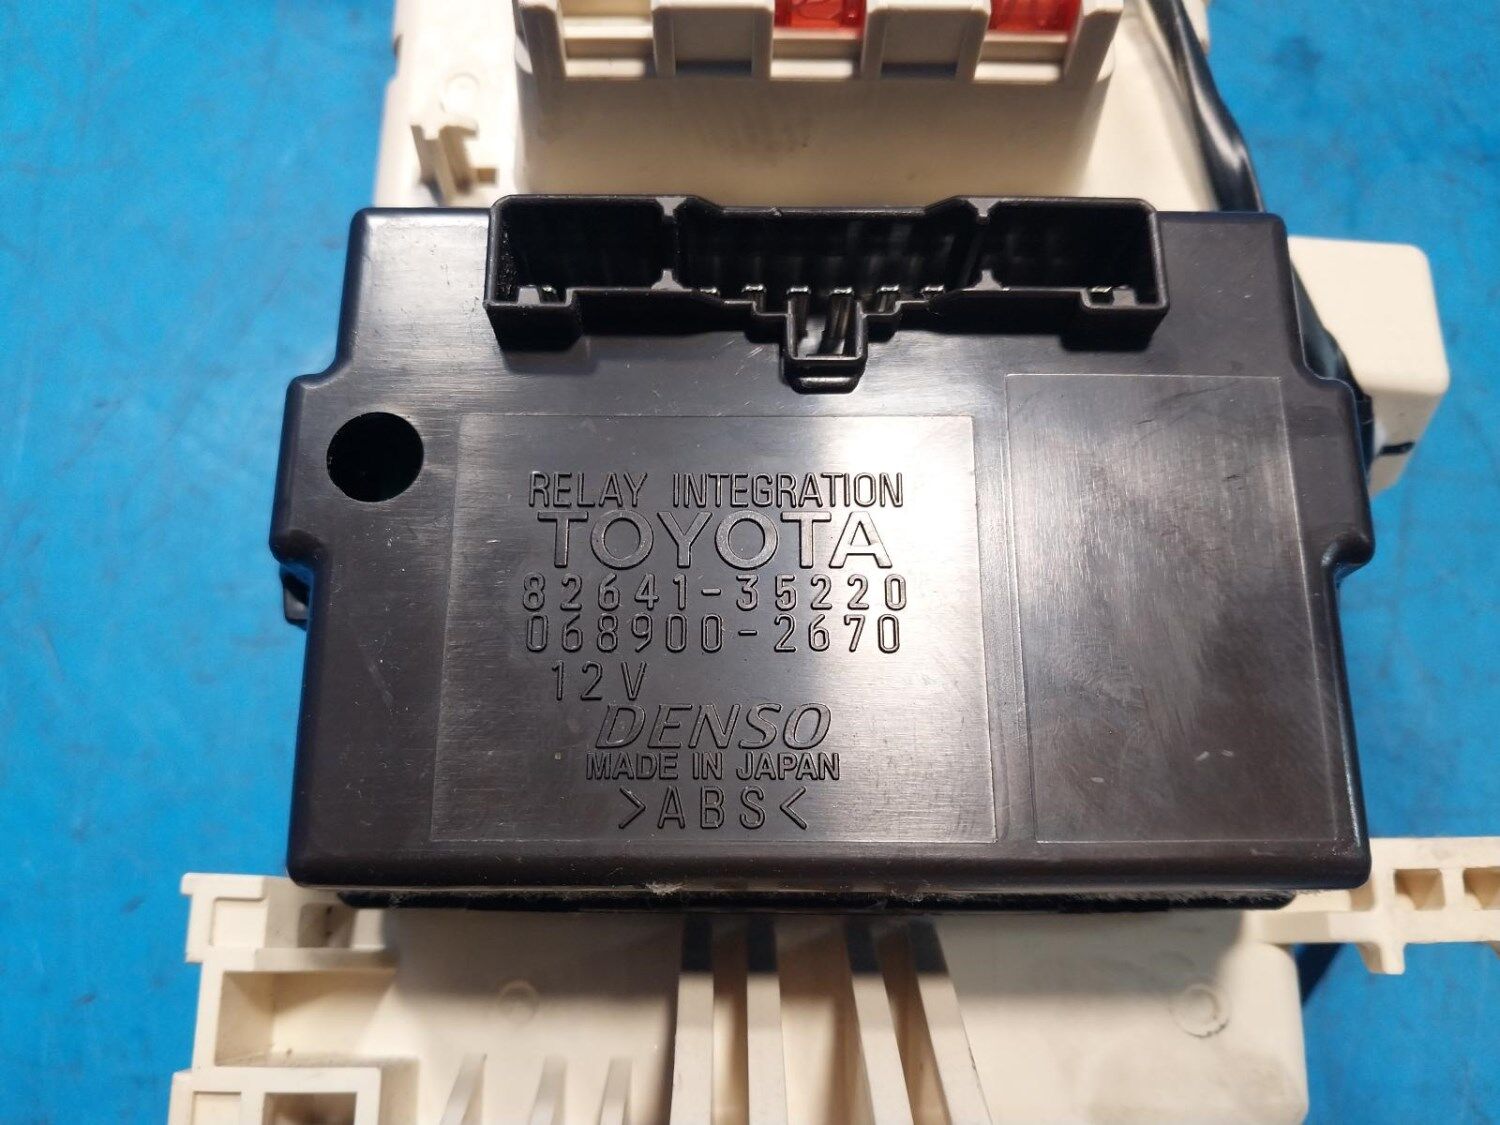 RELAY INTEGRATION
TOYOTA
82641-35220
068900-2670
12V
DENSO
MADE IN JAPAN
>ABS<